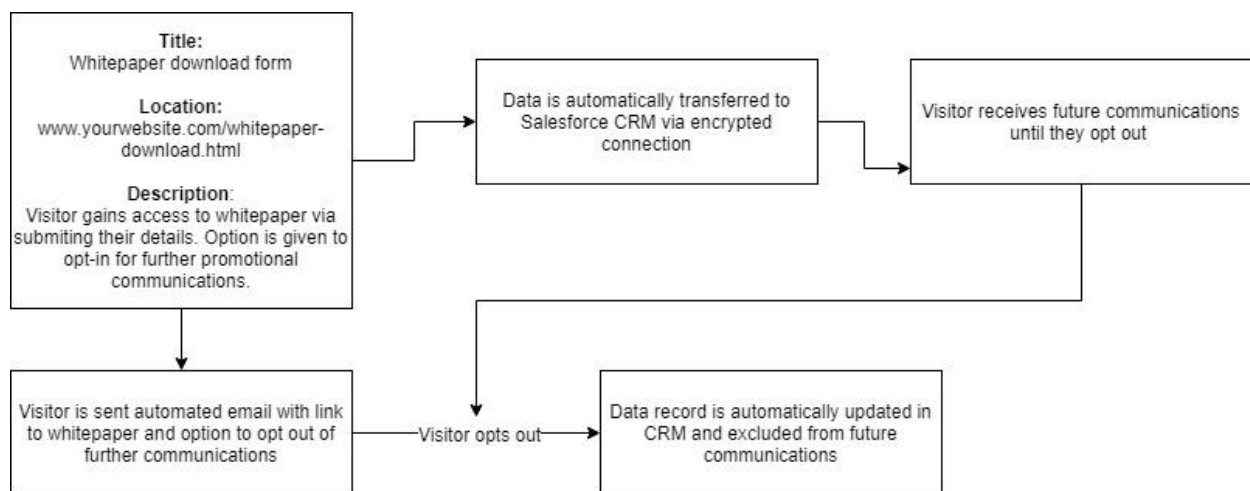 Title:
Whitepaper download form
Location:
www.yourwebsite.com/whitepaper-
download.html
Description:
Visitor gains access to whitepaper via
submiting their details. Option is given to
opt-in for further promotional
communications.
Data is automatically transferred to
Salesforce CRM via encrypted
connection
Visitor receives future communications
until they opt out
Visitor is sent automated email with link
to whitepaper and option to opt out of
further communications
Visitor opts out
Data record is automatically updated in
CRM and excluded from future
communications